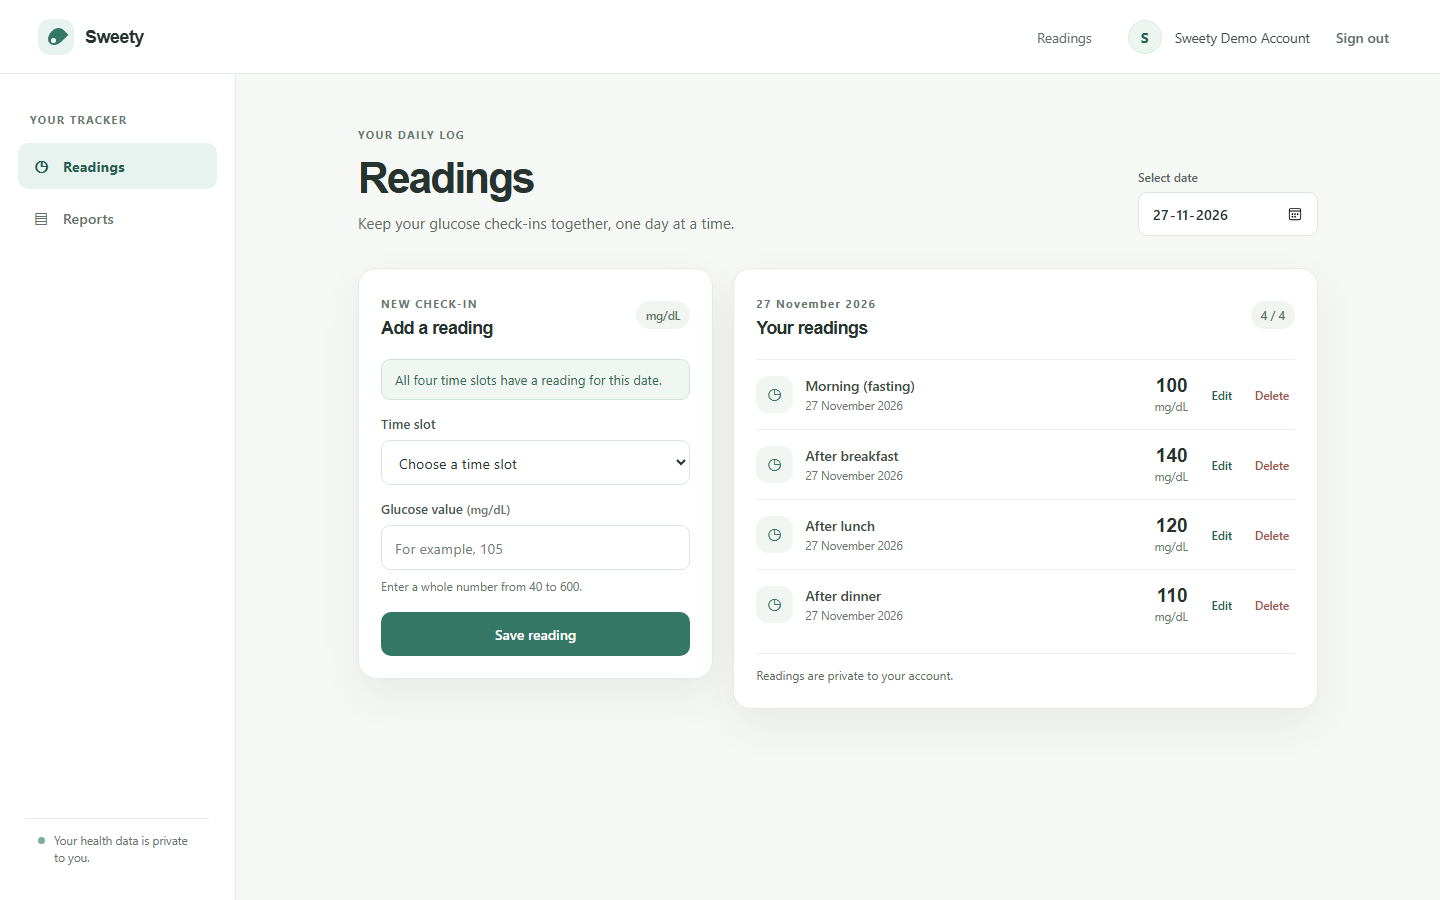 Sweety
Readings
S
Sweety Demo Account
Sign out
YOUR TRACKER
Readings
Reports
Your health data is private
to you.
YOUR DAILY LOG
Readings
Keep your glucose check-ins together, one day at a time.
Select date
27-11-2026
NEW CHECK-IN
Add a reading
mg/dL
All four time slots have a reading for this date.
Time slot
Choose a time slot
Glucose value (mg/dL)
For example, 105
Enter a whole number from 40 to 600.
Save reading
27 November 2026
Your readings
4 / 4
Morning (fasting)
27 November 2026
100
mg/dL
Edit
Delete
After breakfast
27 November 2026
140
mg/dL
Edit
Delete
After lunch
27 November 2026
120
mg/dL
Edit
Delete
After dinner
27 November 2026
110
mg/dL
Edit
Delete
Readings are private to your account.